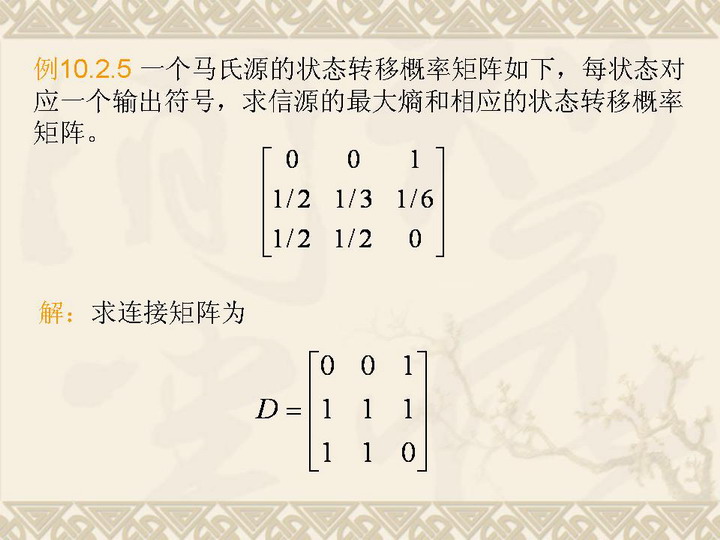 例10.2.5 一个马氏源的状态转移概率矩阵如下，每状态对
应一个输出符号，求信源的最大熵和相应的状态转移概率
矩阵。
0 0 1
1/2 1/3 1/6
1/2 1/2 0
解：求连接矩阵为
0 0 1
D = 1 1 1
1 1 0